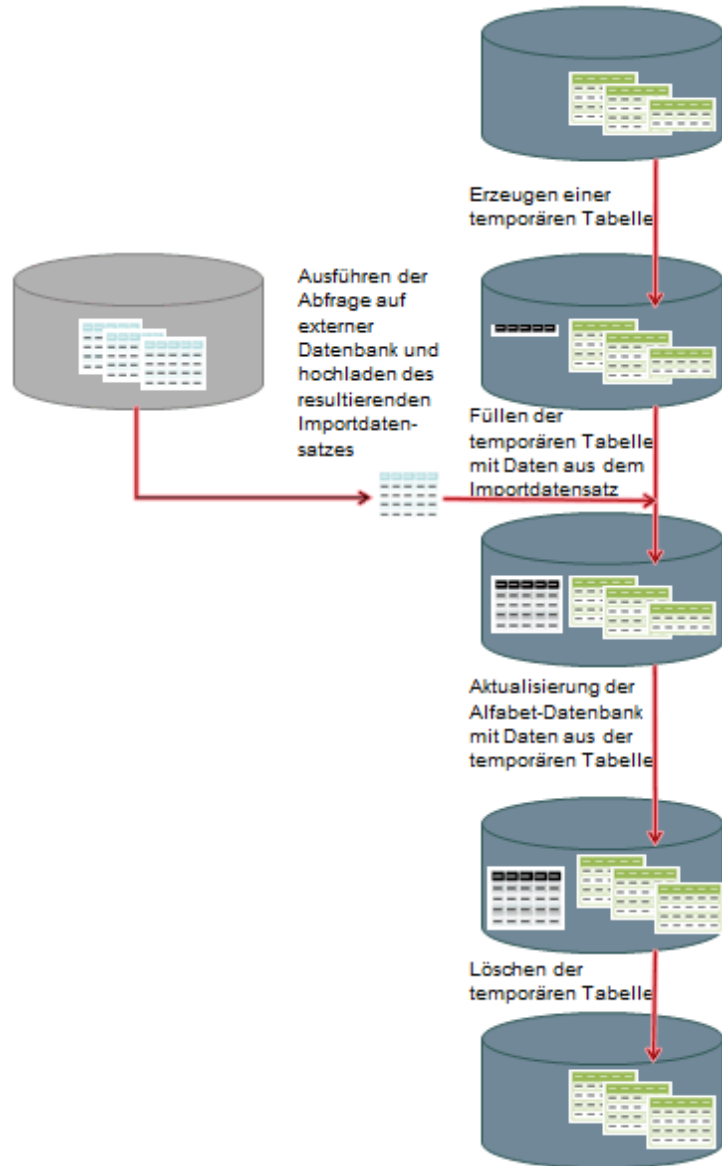 Erzeugen einer
temporären Tabelle
Ausführen der
Abfrage auf
externer
Datenbank und
hochladen des
resultierenden
Importdaten-
satzes
Füllen der
temporären Tabelle
mit Daten aus dem
Importdatensatz
Aktualisierung der
Alfabet-Datenbank
mit Daten aus der
temporären Tabelle
Löschen der
temporären Tabelle